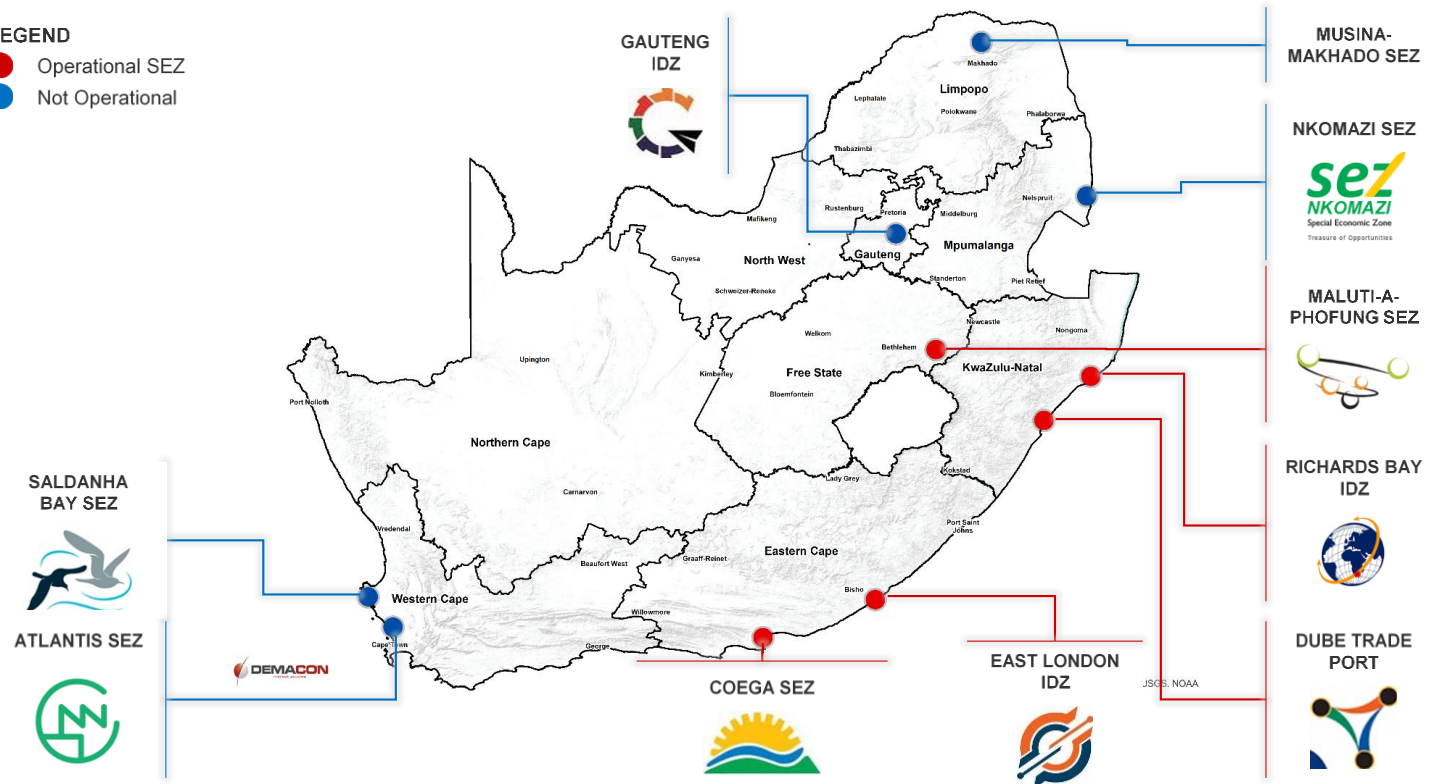 EGEND
Operational SEZ
Not Operational
GAUTENG
IDZ
MUSINA-
MAKHADO SEZ
NKOMAZI SEZ
sez
NKOMAZI
Special Economic Zone
Treasure of Opportunities
MALUTI-A-
PHOFUNG SEZ
RICHARDS BAY
IDZ
DUBE TRADE
PORT
EAST LONDON
IDZ
COEGA SEZ
SALDANHA
BAY SEZ
ATLANTIS SEZ
DEMACON
USGS, NOAA
Makhado
Limpopo
Lephalale
Polokwane
Phalaborwa
Thabazimbi
Rustenburg
Pretoria
Middelburg
Nelspruit
Mafikeng
North West
Gauteng
Mpumalanga
Ganyesa
Schweizer-Reneke
Standerton
Piet Retief
Newcastle
Nongoma
Welkom
Bethlehem
KwaZulu-Natal
Free State
Kimberley
Bloemfontein
Upington
Port Nolloth
Northern Cape
Carnarvon
Lady Grey
Kokstad
Port Saint
Johns
Vredendal
Eastern Cape
Graaff-Reinet
Beaufort West
Bisho
Western Cape
Willowmore
George
Cape Town